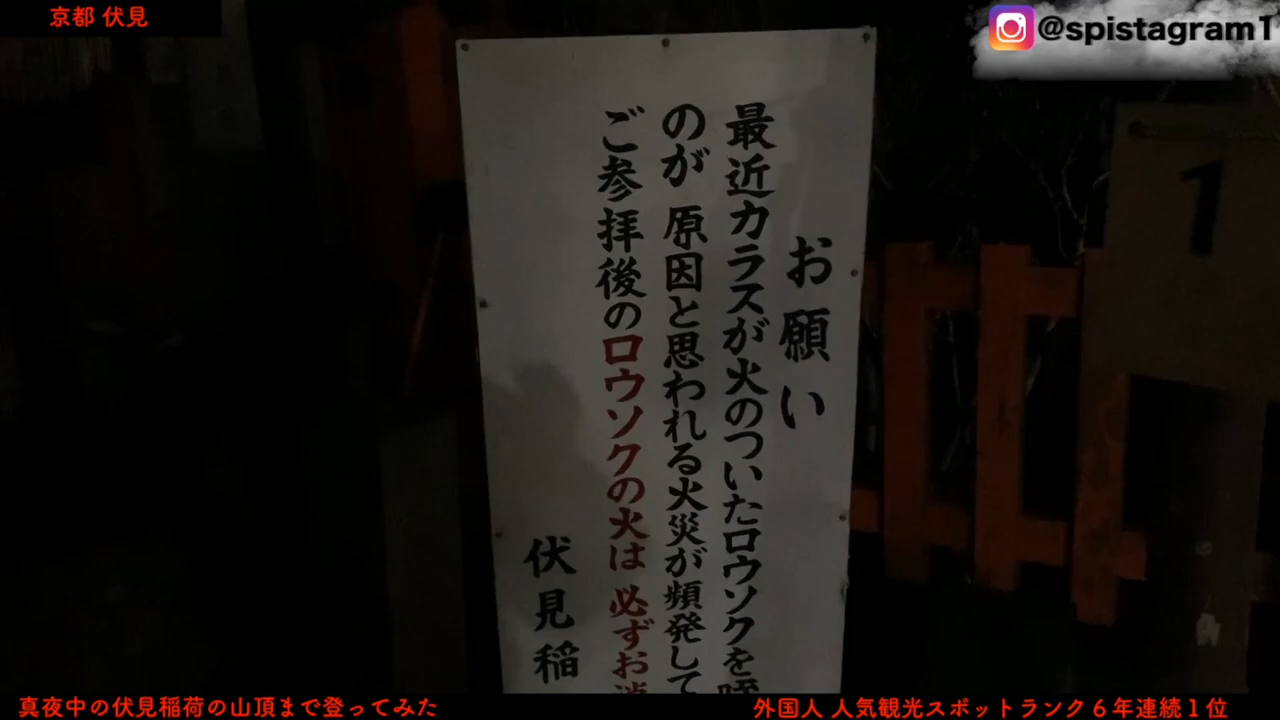 京都 伏見
@spistagram1
お願い
最近カラスが火のついたロウソクを
のが 原因と思われる火災が頻発して
ご参拝後のロウソクの火は 必ずお消
伏見稲
1
真夜中の伏見稲荷の山頂まで登ってみた
外国人 人気観光スポットランク6年連続1位